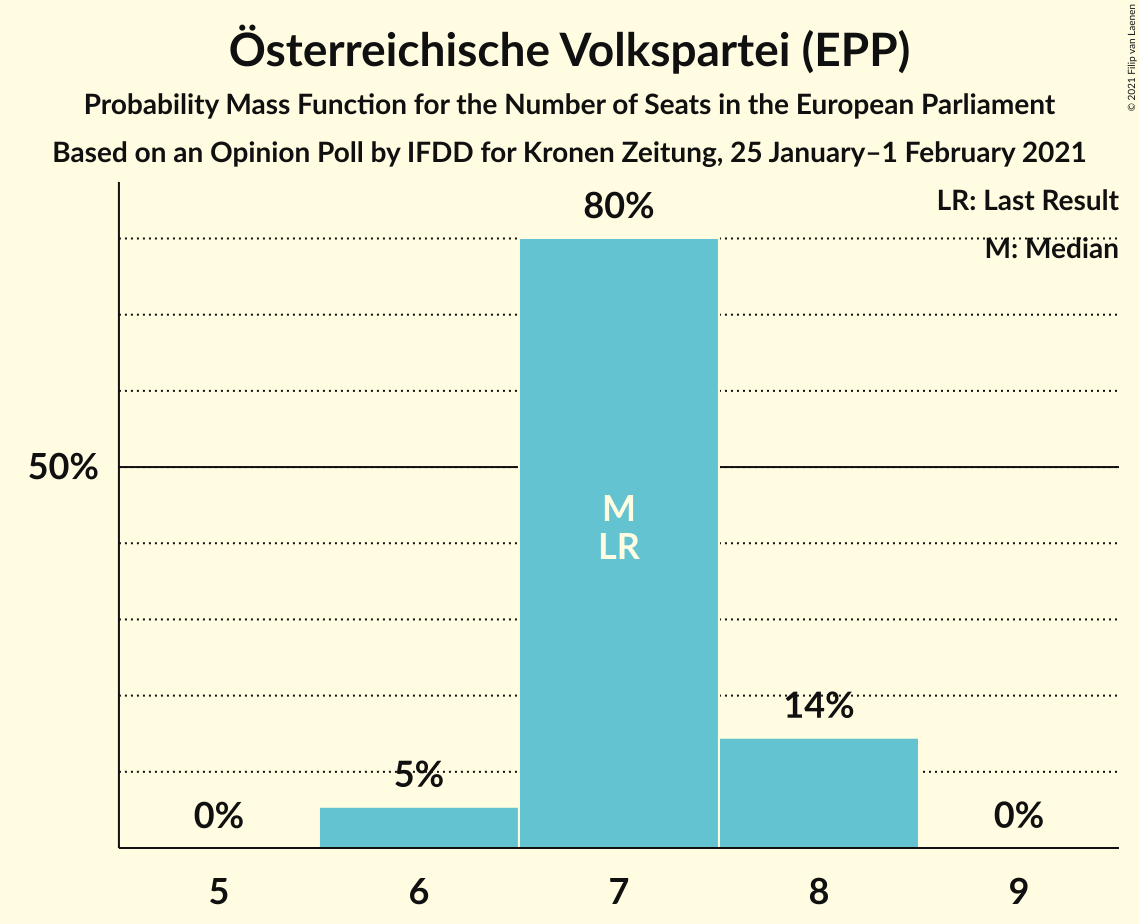 Österreichische Volkspartei (EPP)
Probability Mass Function for the Number of Seats in the European Parliament
Based on an Opinion Poll by IFDD for Kronen Zeitung, 25 January–1 February 2021
© 2021 Filip van Laenen
LR: Last Result
M: Median
80%
50%
M
LR
14%
5%
0%
0%
5
6
7
8
9